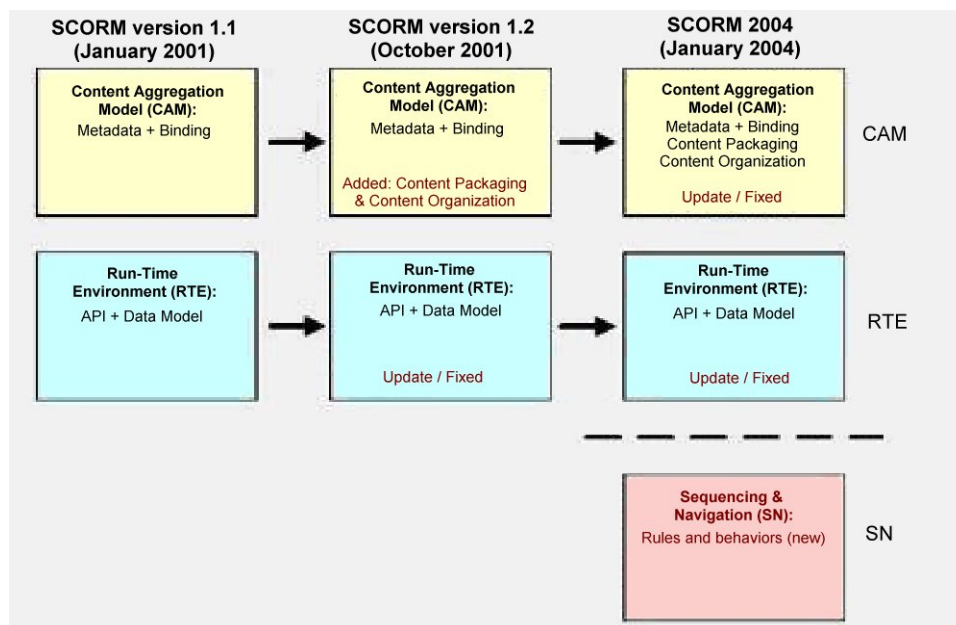 SCORM version 1.1
(January 2001)
SCORM version 1.2
(October 2001)
SCORM 2004
(January 2004)
Content Aggregation
Model (CAM):
Metadata + Binding
Content Aggregation
Model (CAM):
Metadata + Binding
Added: Content Packaging
& Content Organization
Content Aggregation
Model (CAM):
Metadata + Binding
Content Packaging
Content Organization
Update / Fixed
CAM
Run-Time
Environment (RTE):
API + Data Model
Run-Time
Environment (RTE):
API + Data Model
Update / Fixed
Run-Time
Environment (RTE):
API + Data Model
Update / Fixed
RTE
Sequencing &
Navigation (SN):
Rules and behaviors (new)
SN